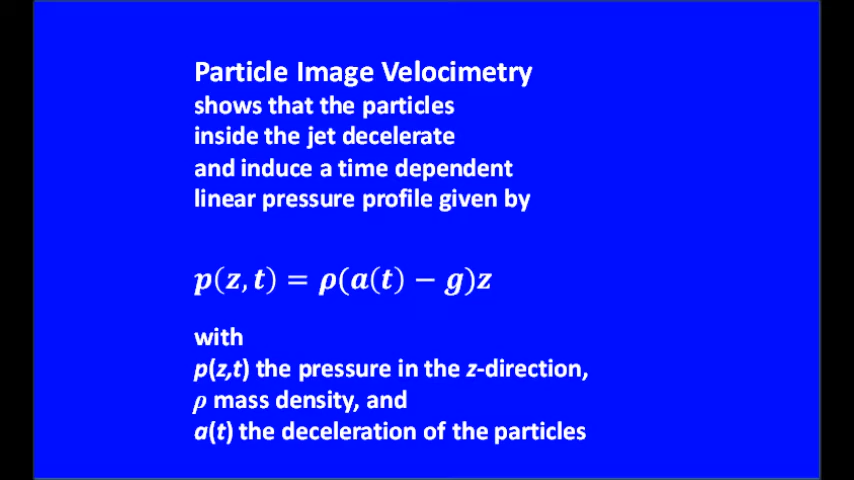 Particle Image Velocimetry
shows that the particles
inside the jet decelerate
and induce a time dependent
linear pressure profile given by
p(z,t) = ρ(a(t) − g)z
with
p(z,t) the pressure in the z-direction,
ρ mass density, and
a(t) the deceleration of the particles